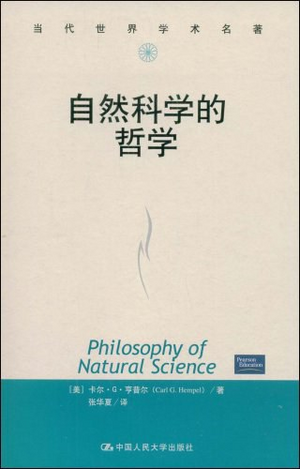 当代世界学术名著
自然科学的
哲学
Philosophy of
Natural Science
Pearson
Education
[美] 卡尔·G·亨普尔 (Carl G. Hempel) / 著
张华夏 / 译
中国人民大学出版社